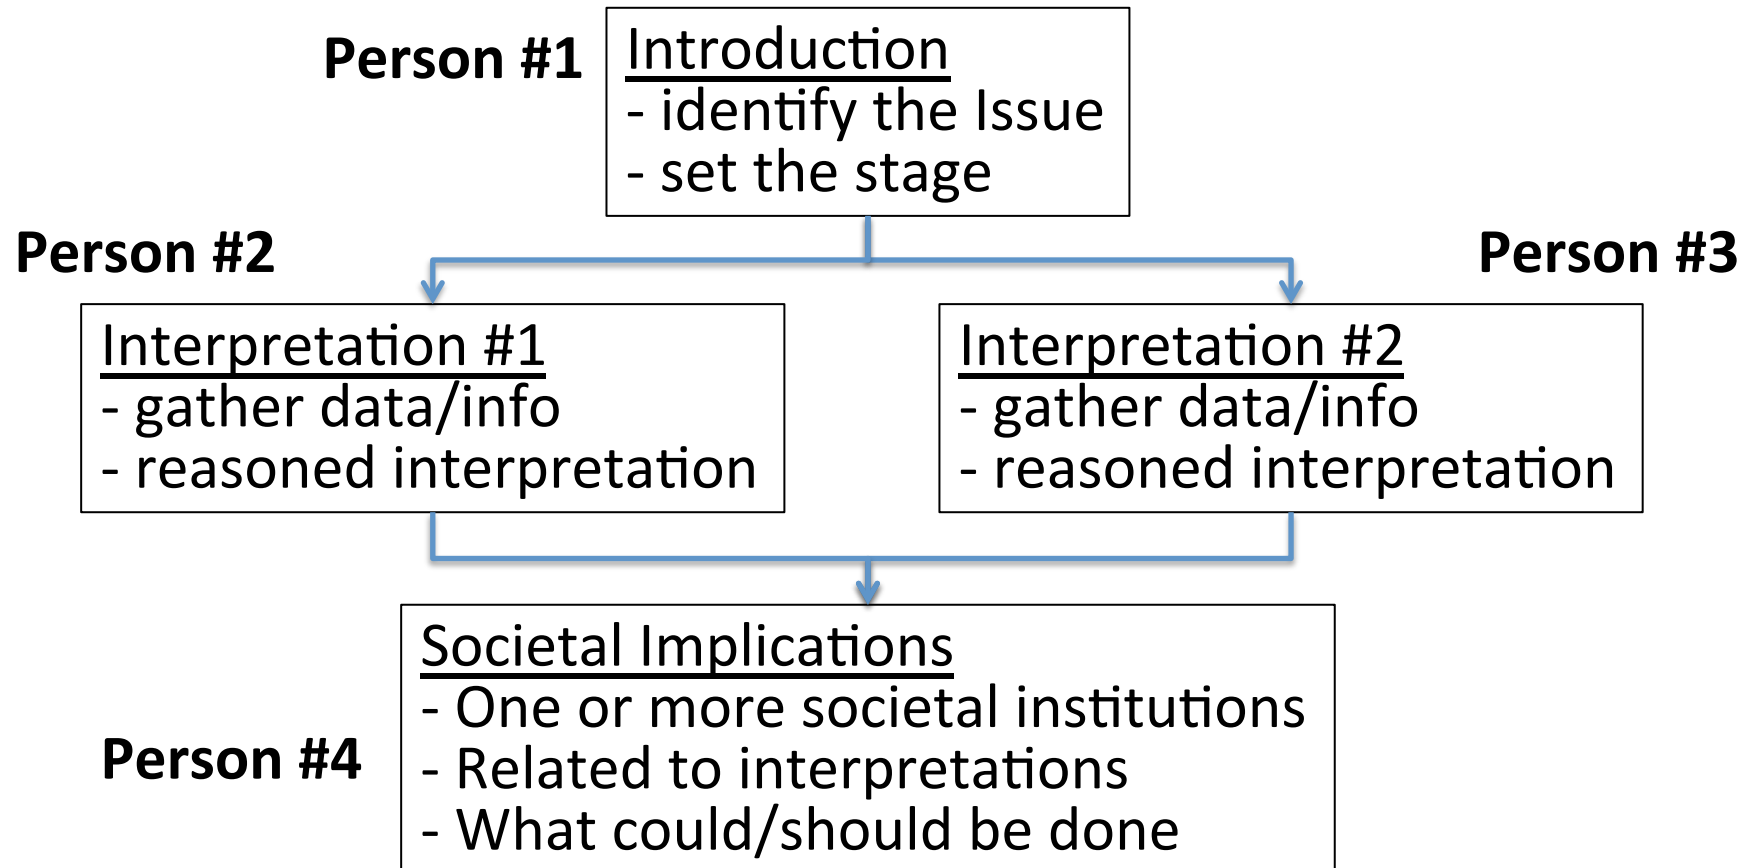 Person #1
Introduction
- identify the Issue
- set the stage
Person #2
Person #3
Interpretation #1
- gather data/info
- reasoned interpretation
Interpretation #2
- gather data/info
- reasoned interpretation
Person #4
Societal Implications
- One or more societal institutions
- Related to interpretations
- What could/should be done